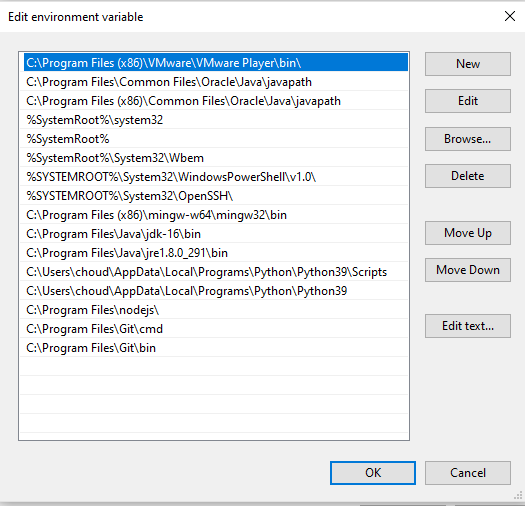 Edit environment variable
C:\Program Files (x86)\VMware\VMware Player\bin\
C:\Program Files\Common Files\Oracle\Java\javapath
C:\Program Files (x86)\Common Files\Oracle\Java\javapath
%SystemRoot%\system32
%SystemRoot%
%SystemRoot%\System32\Wbem
%SYSTEMROOT%\System32\WindowsPowerShell\v1.0\
%SYSTEMROOT%\System32\OpenSSH\
C:\Program Files (x86)\mingw-w64\mingw32\bin
C:\Program Files\Java\jdk-16\bin
C:\Program Files\Java\jre1.8.0_291\bin
C:\Users\choud\AppData\Local\Programs\Python\Python39\Scripts
C:\Users\choud\AppData\Local\Programs\Python\Python39
C:\Program Files\nodejs\
C:\Program Files\Git\cmd
C:\Program Files\Git\bin
New
Edit
Browse...
Delete
Move Up
Move Down
Edit text...
OK
Cancel